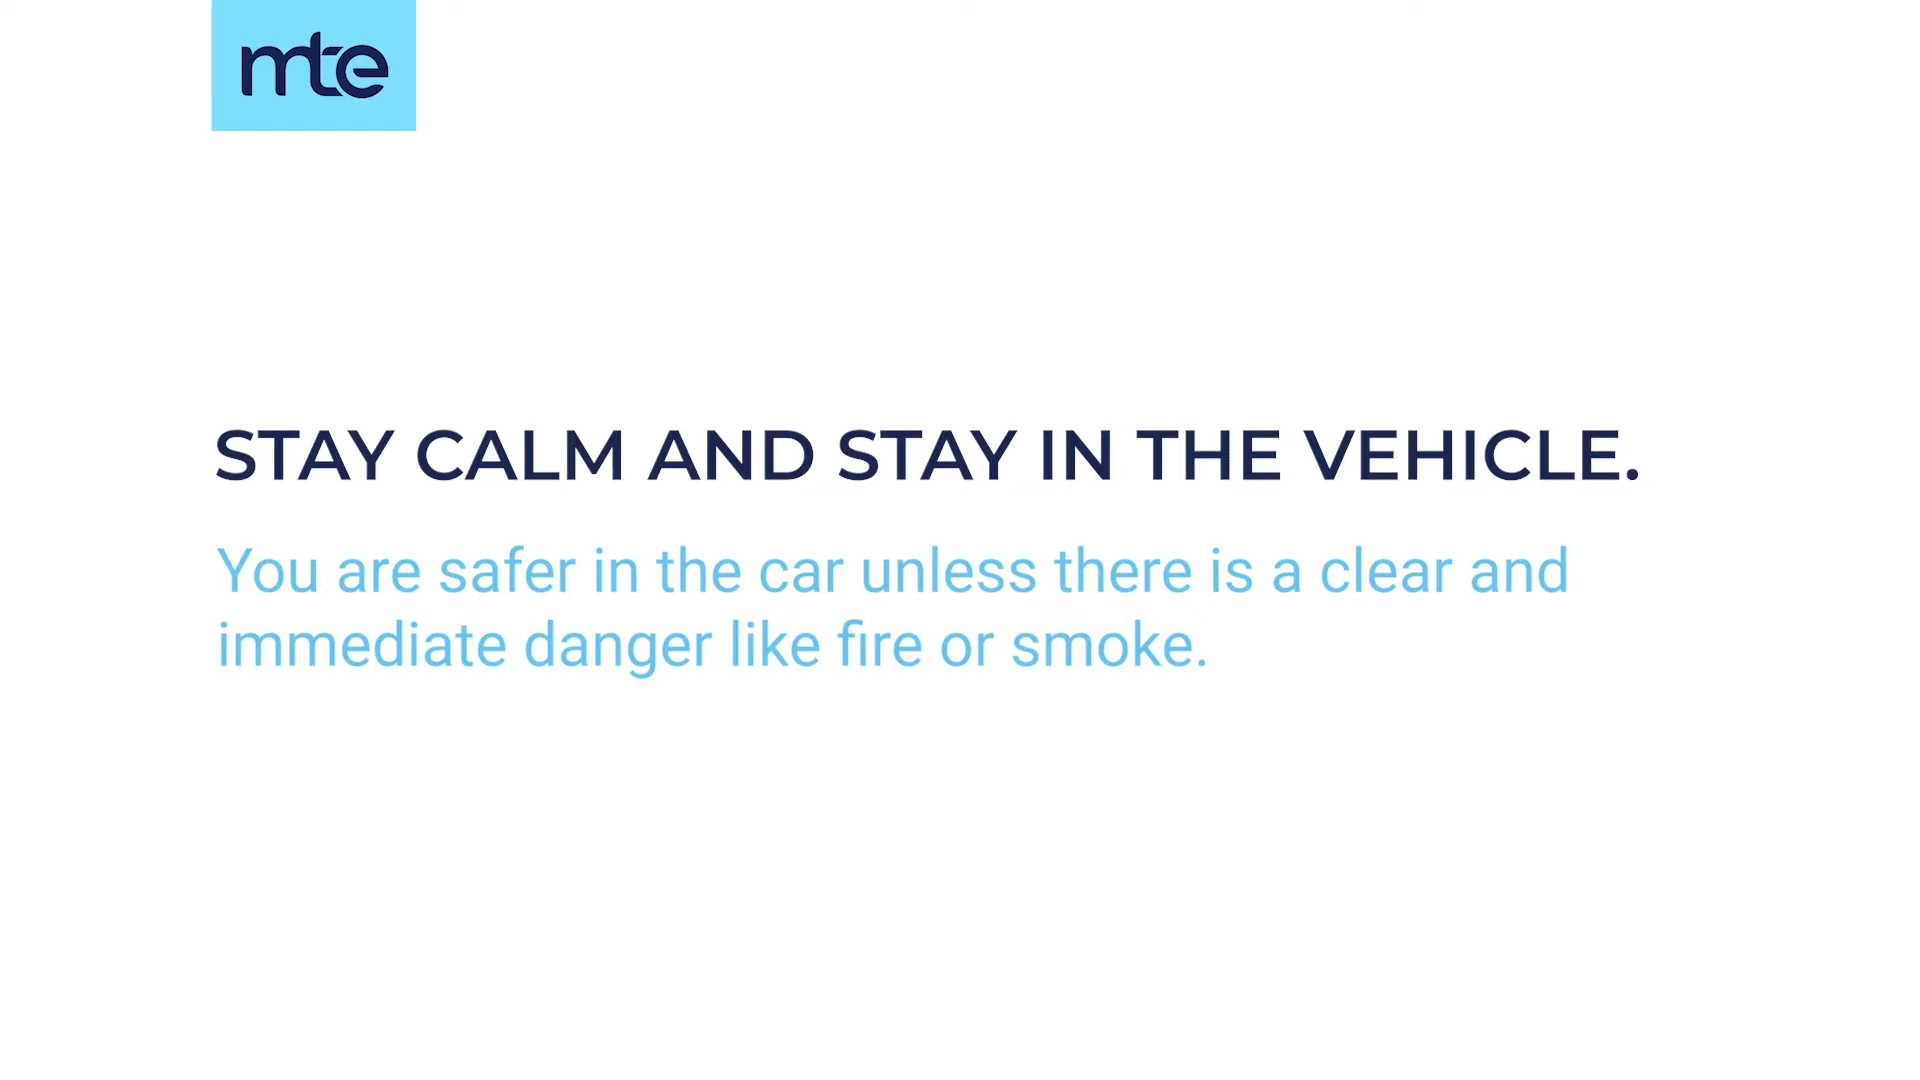 mte
STAY CALM AND STAY IN THE VEHICLE.
You are safer in the car unless there is a clear and
immediate danger like fire or smoke.